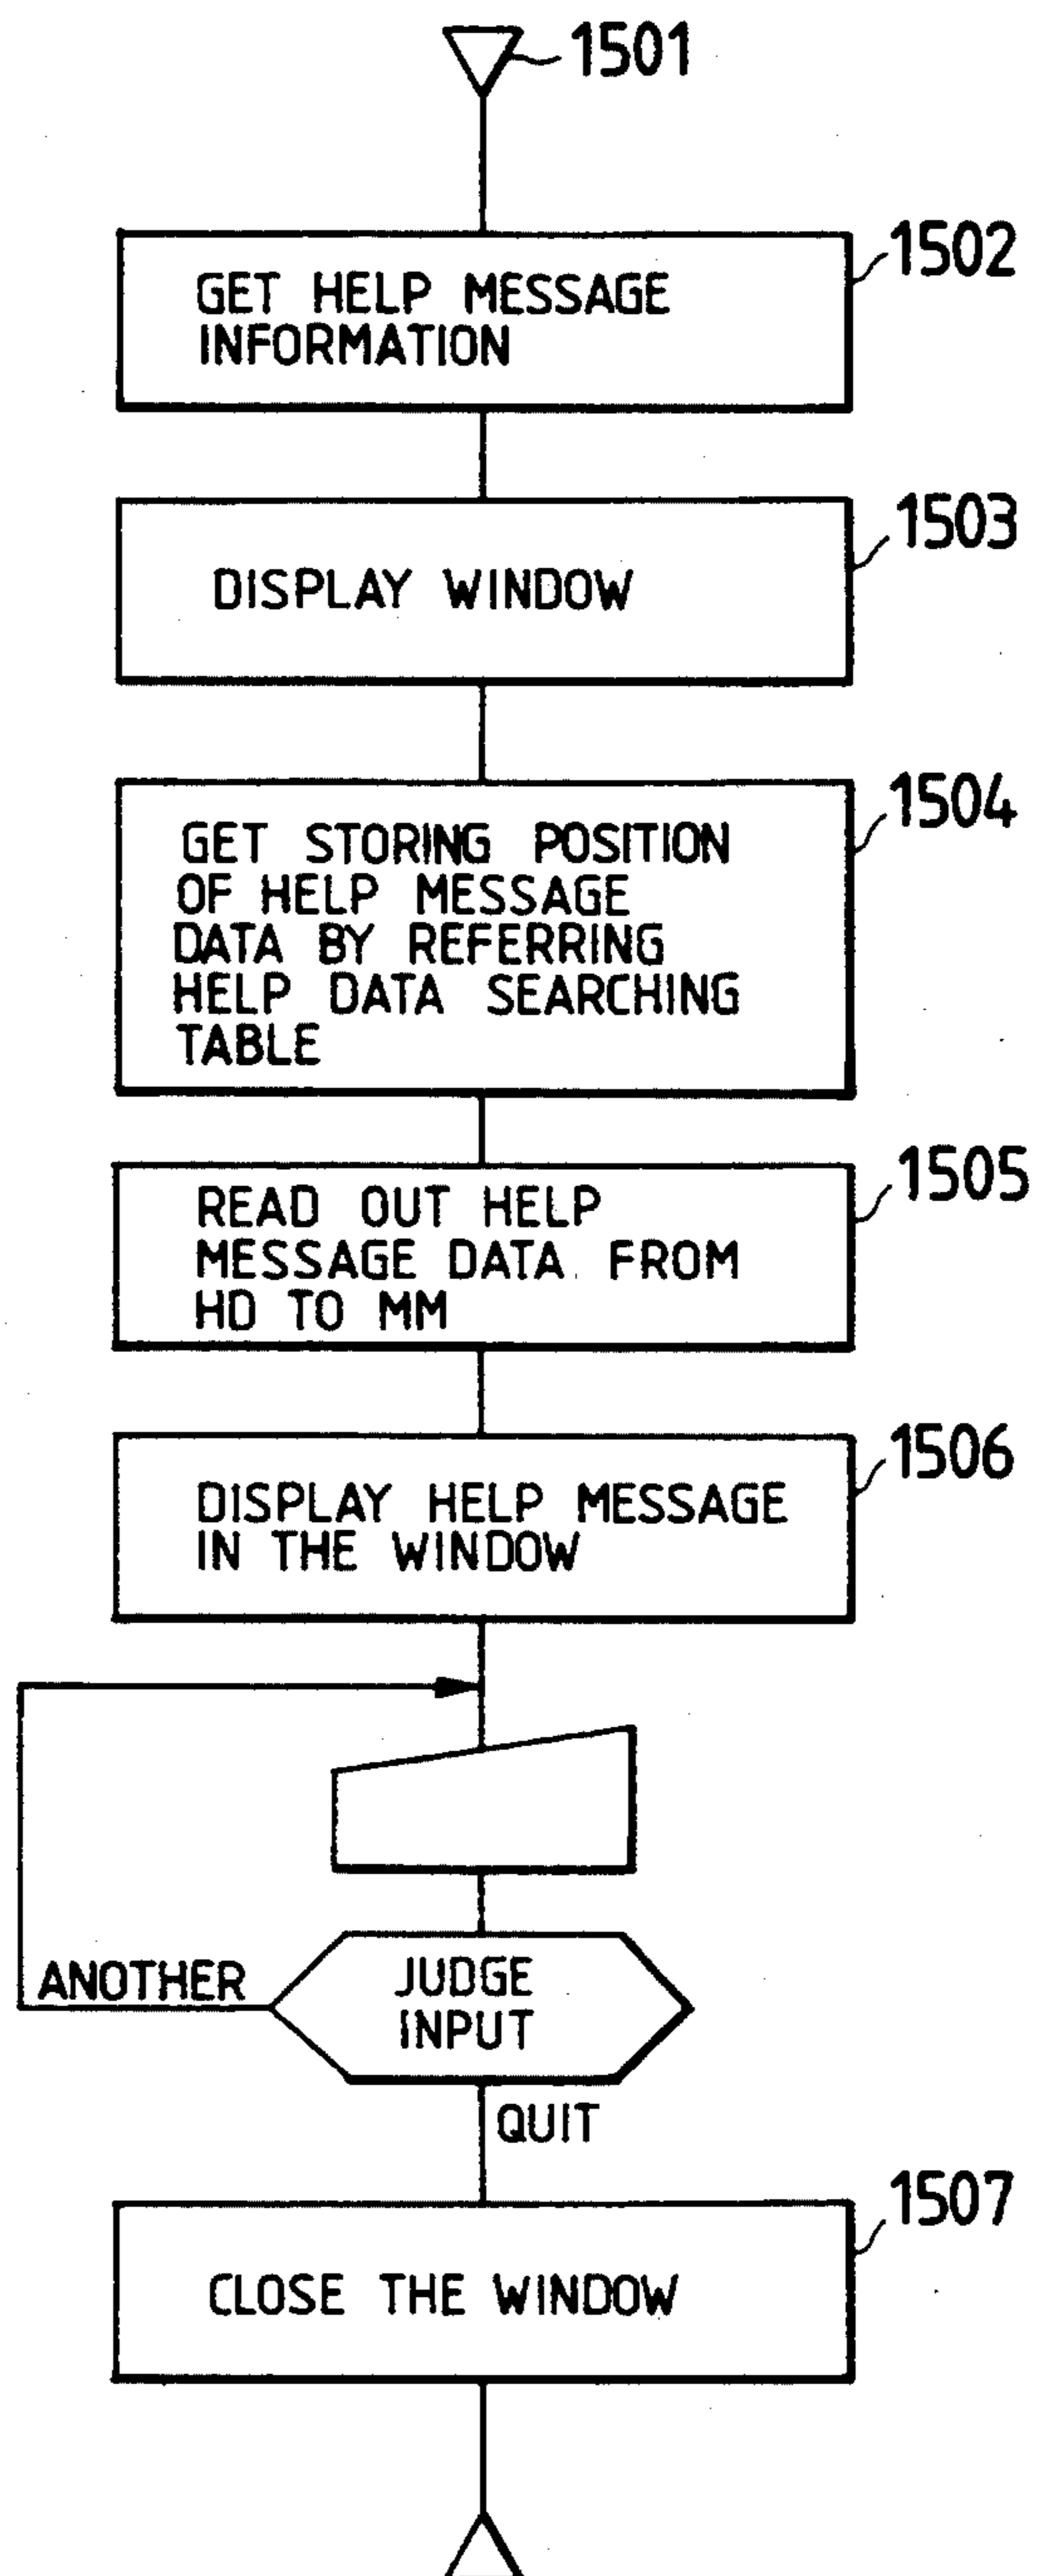 1501
1502
GET HELP MESSAGE
INFORMATION
1503
DISPLAY WINDOW
1504
GET STORING POSITION
OF HELP MESSAGE
DATA BY REFERRING
HELP DATA SEARCHING
TABLE
1505
READ OUT HELP
MESSAGE DATA FROM
HD TO MM
1506
DISPLAY HELP MESSAGE
IN THE WINDOW
ANOTHER
JUDGE
INPUT
QUIT
1507
CLOSE THE WINDOW